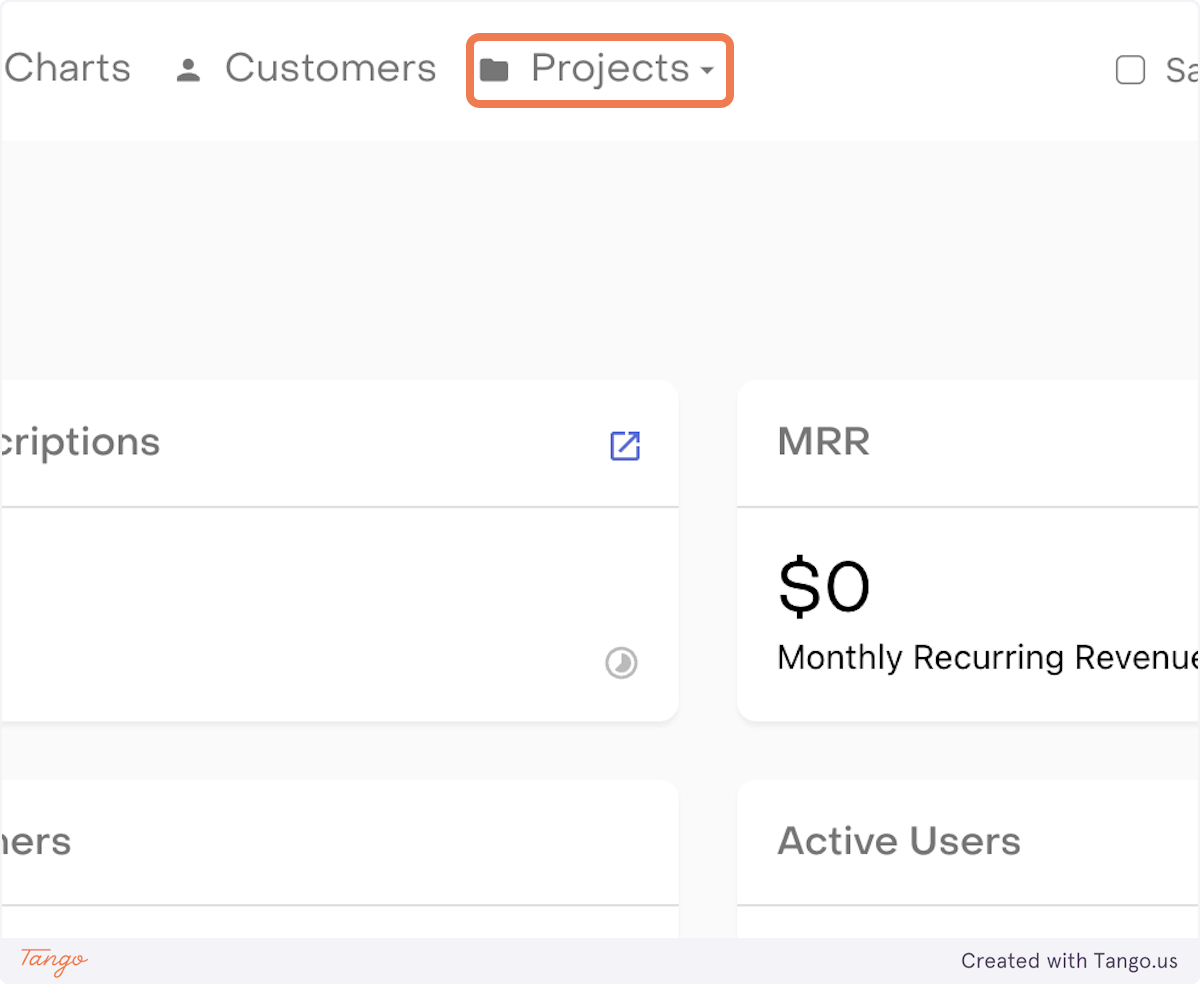 Charts Customers Projects Sa
criptions
MRR
$0
Monthly Recurring Revenue
ners
Active Users
Tango
Created with Tango.us